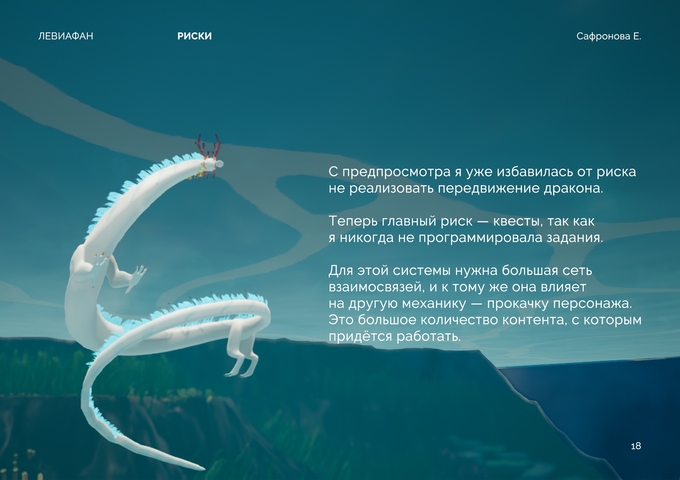 ЛЕВИАФАН
РИСКИ
Сафронова Е.
С предпросмотра я уже избавилась от риска
не реализовать передвижение дракона.
Теперь главный риск — квесты, так как
я никогда не программировала задания.
Для этой системы нужна большая сеть
взаимосвязей, и к тому же она влияет
на другую механику — прокачку персонажа.
Это большое количество контента, с которым
придётся работать.
18